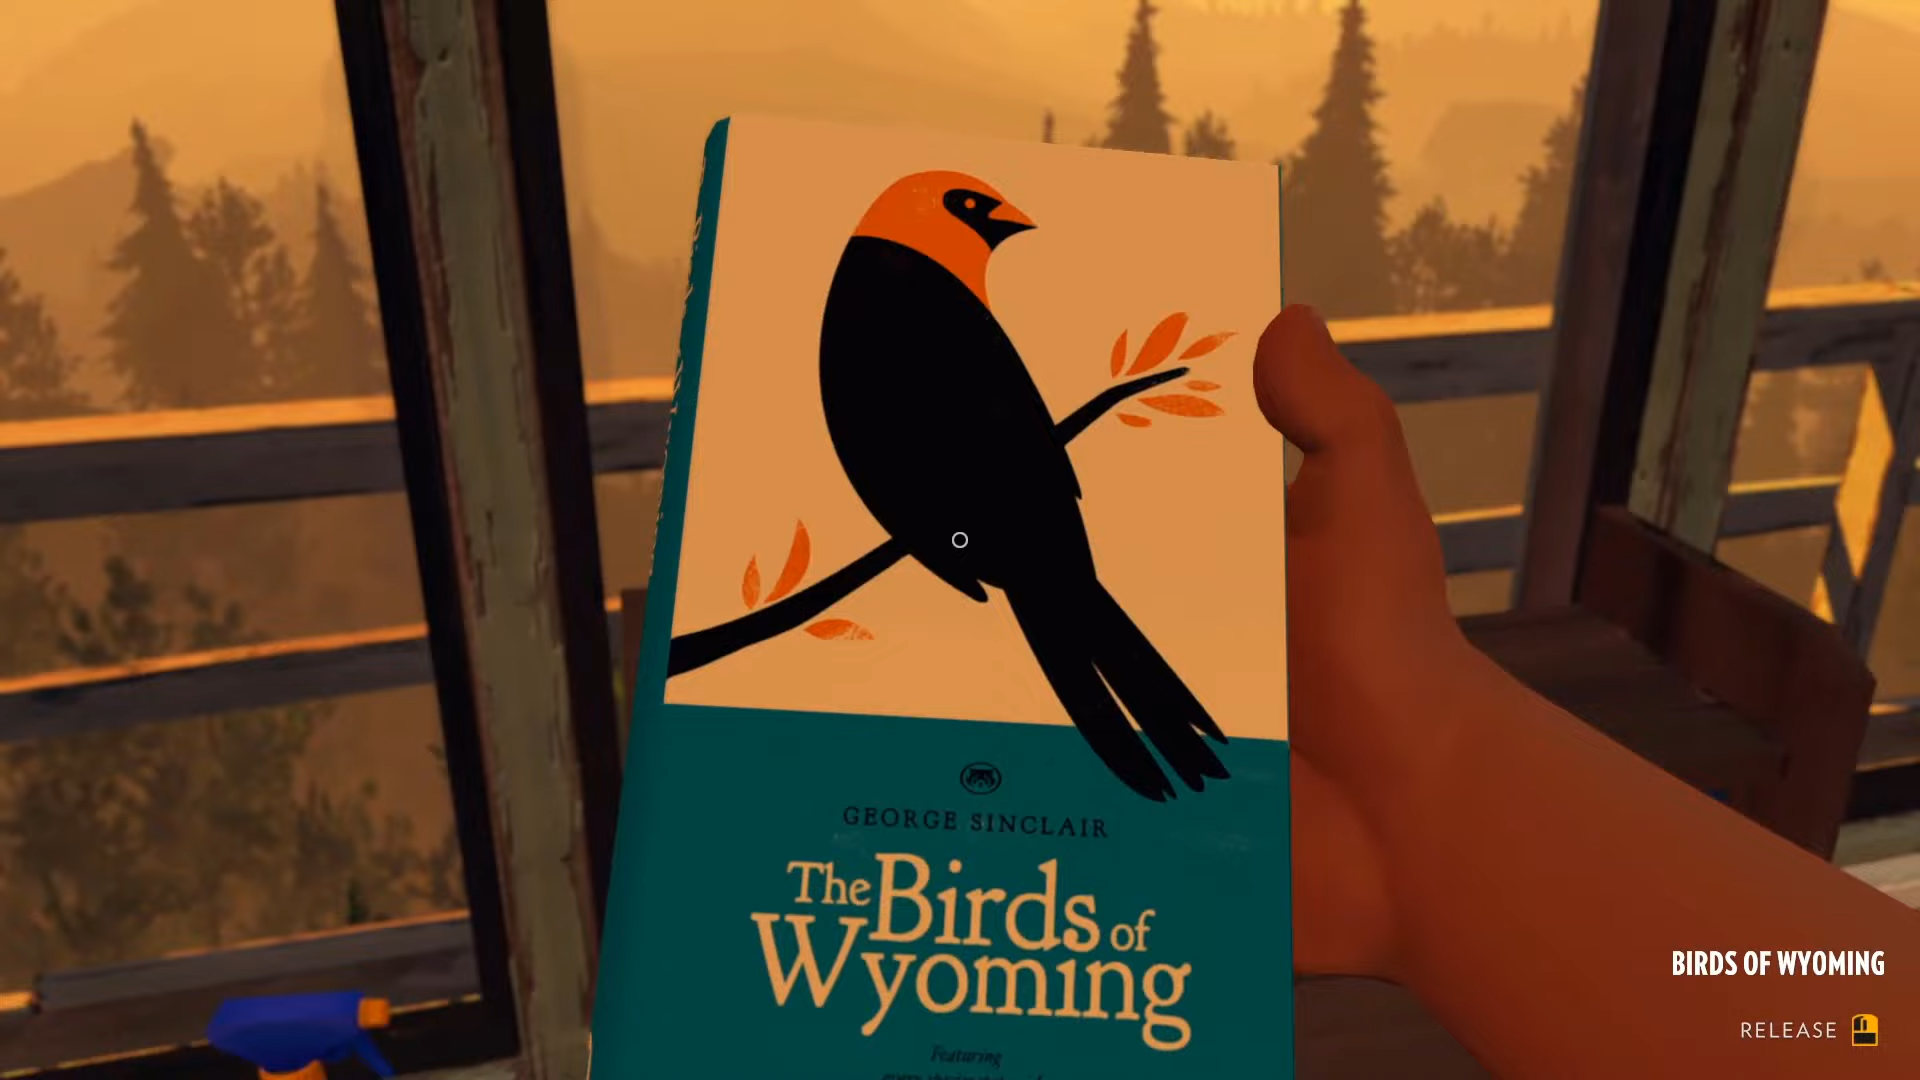 GEORGE SINCLAIR
The Birds of
Wyoming
Featuring
BIRDS OF WYOMING
RELEASE